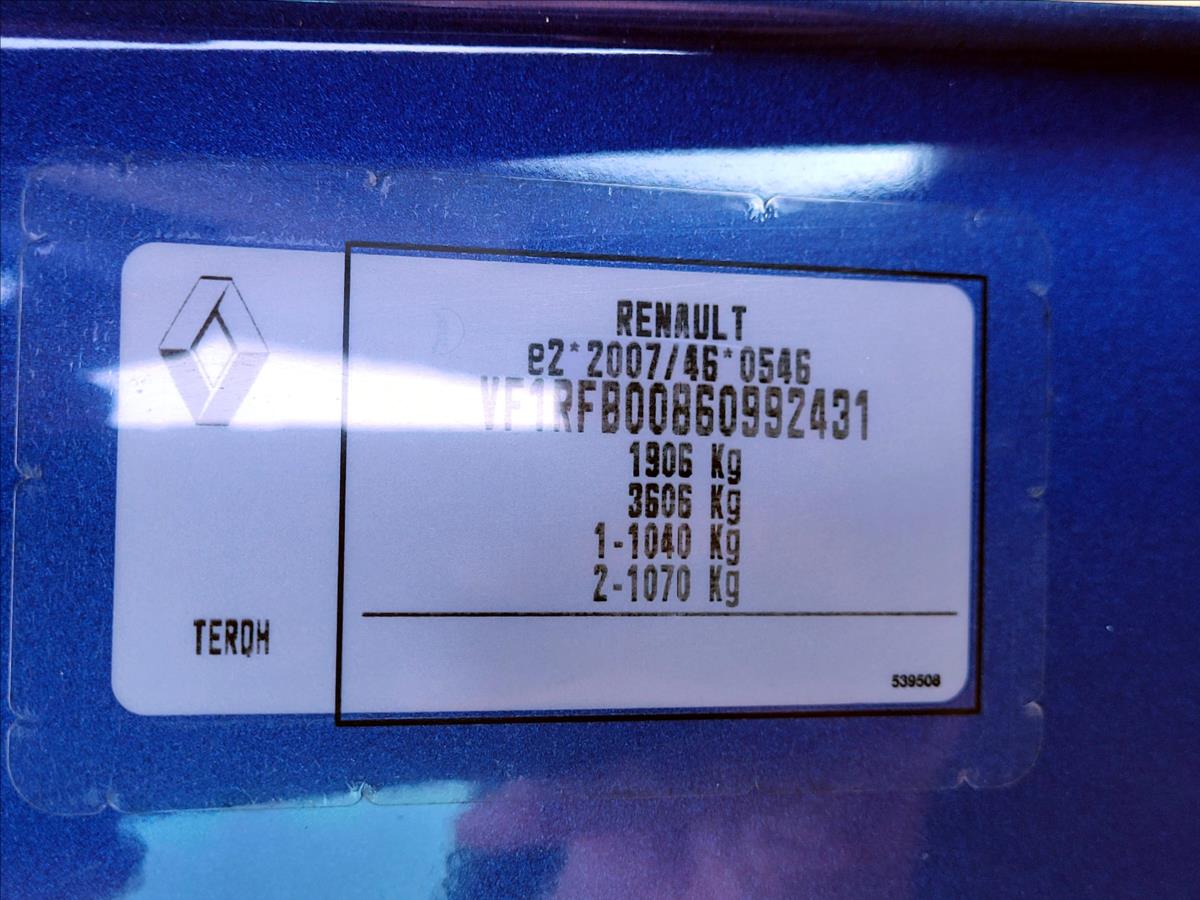 RENAULT
e2*2007/46*0546
VF1RFB00860992431
1906 Kg
3606 Kg
1-1040 Kg
2-1070 Kg
TERQH
539508